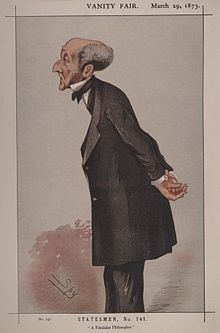 VANITY FAIR. March 29, 1873.
STATESMEN, No. 141.
"A Feminine Philosopher."